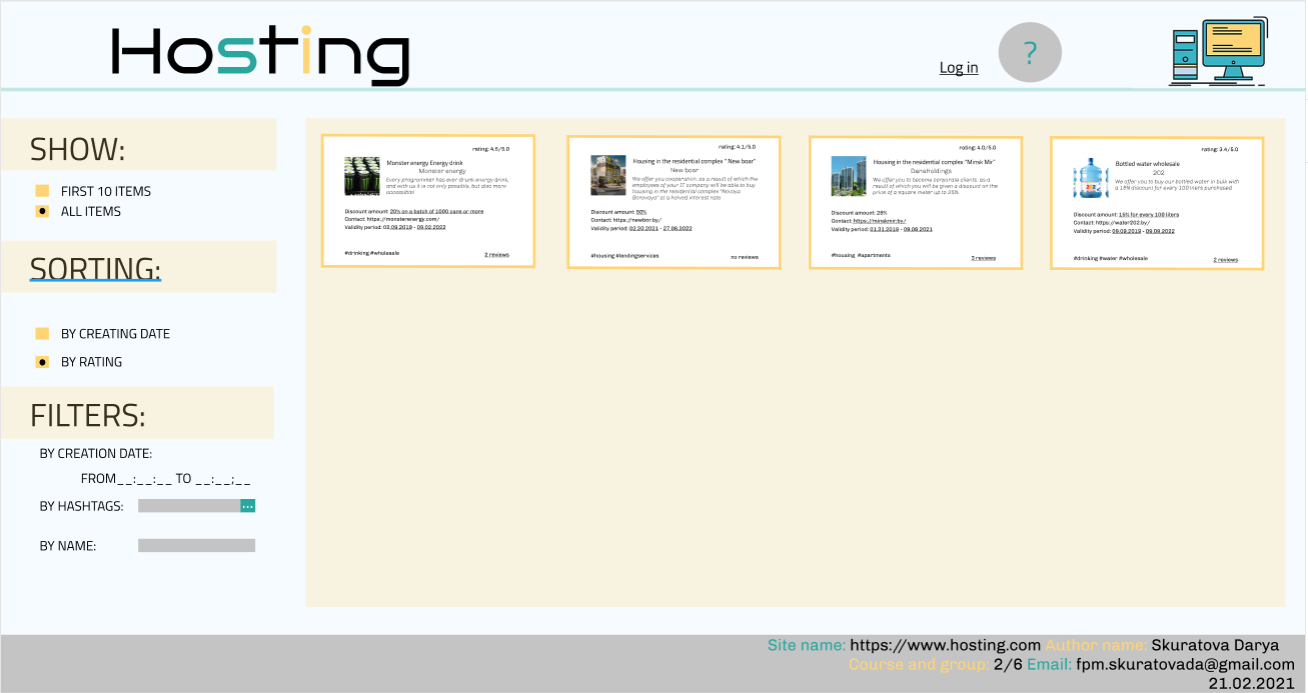 Hosting
Log in
?
SHOW:
FIRST 10 ITEMS
ALL ITEMS
SORTING:
BY CREATING DATE
BY RATING
FILTERS:
BY CREATION DATE:
FROM__:__:__ TO __:__;__
BY HASHTAGS:
...
BY NAME:
rating: 4.5/5.0
Monster energy Energy drink
Monster energy
Every programmer has ever drunk energy drink,
and with us it is not only possible, but also more
accessible!
Discount amount: 20% on a batch of 1000 cans or more
Contact: https://monsterenergy.com/
Validity period: 02.09.2019 - 09.02.2022
#drinking #wholesale
2 reviews
rating: 4.1/5.0
Housing in the residential complex " New boar"
New boar
We offer you cooperation, as a result of which the
employees of your IT company will be able to buy
housing in the residential complex "Novaya
Borovaya" at a halved interest rate
Discount amount: 50%
Contact: https://newbor.by/
Validity period: 02.20.2021 - 27.06.2022
#housing #lendingservices
no reviews
rating: 4.0/5.0
Housing in the residential complex "Minsk Mir"
Danaholdings
We offer you to become corporate clients, as a
result of which you will be given a discount on the
price of a square meter up to 25%.
Discount amount: 25%
Contact: https://minskmir.by/
Validity period: 01.21.2019 - 09.06.2021
#housing #apartments
3 reviews
rating: 3.4/5.0
Bottled water wholesale
202
We offer you to buy our bottled water in bulk with
a 15% discount for every 100 liters purchased
Discount amount: 15% for every 100 liters
Contact: https://water202.by/
Validity period: 09.09.2019 - 09.09.2022
#drinking #water #wholesale
2 reviews
Site name: https://www.hosting.com Author name: Skuratova Darya
Course and group: 2/6 Email: fpm.skuratovada@gmail.com
21.02.2021